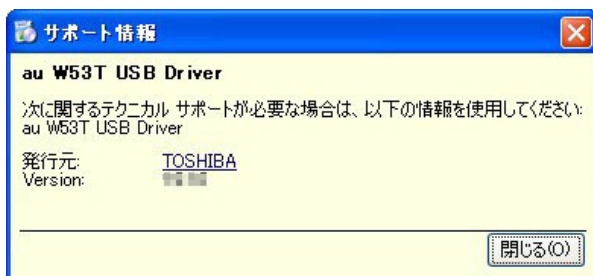 サポート情報
au W53T USB Driver
次に関するテクニカル サポートが必要な場合は、以下の情報を使用してください:
au W53T USB Driver
発行元: TOSHIBA
Version:
閉じる(O)